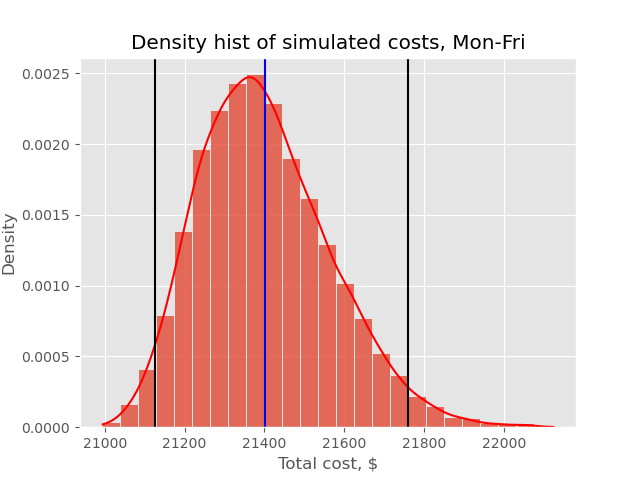 Density hist of simulated costs, Mon-Fri
0.0025
0.0020
0.0015
0.0010
0.0005
0.0000
Density
21000 21200 21400 21600 21800 22000
Total cost, $